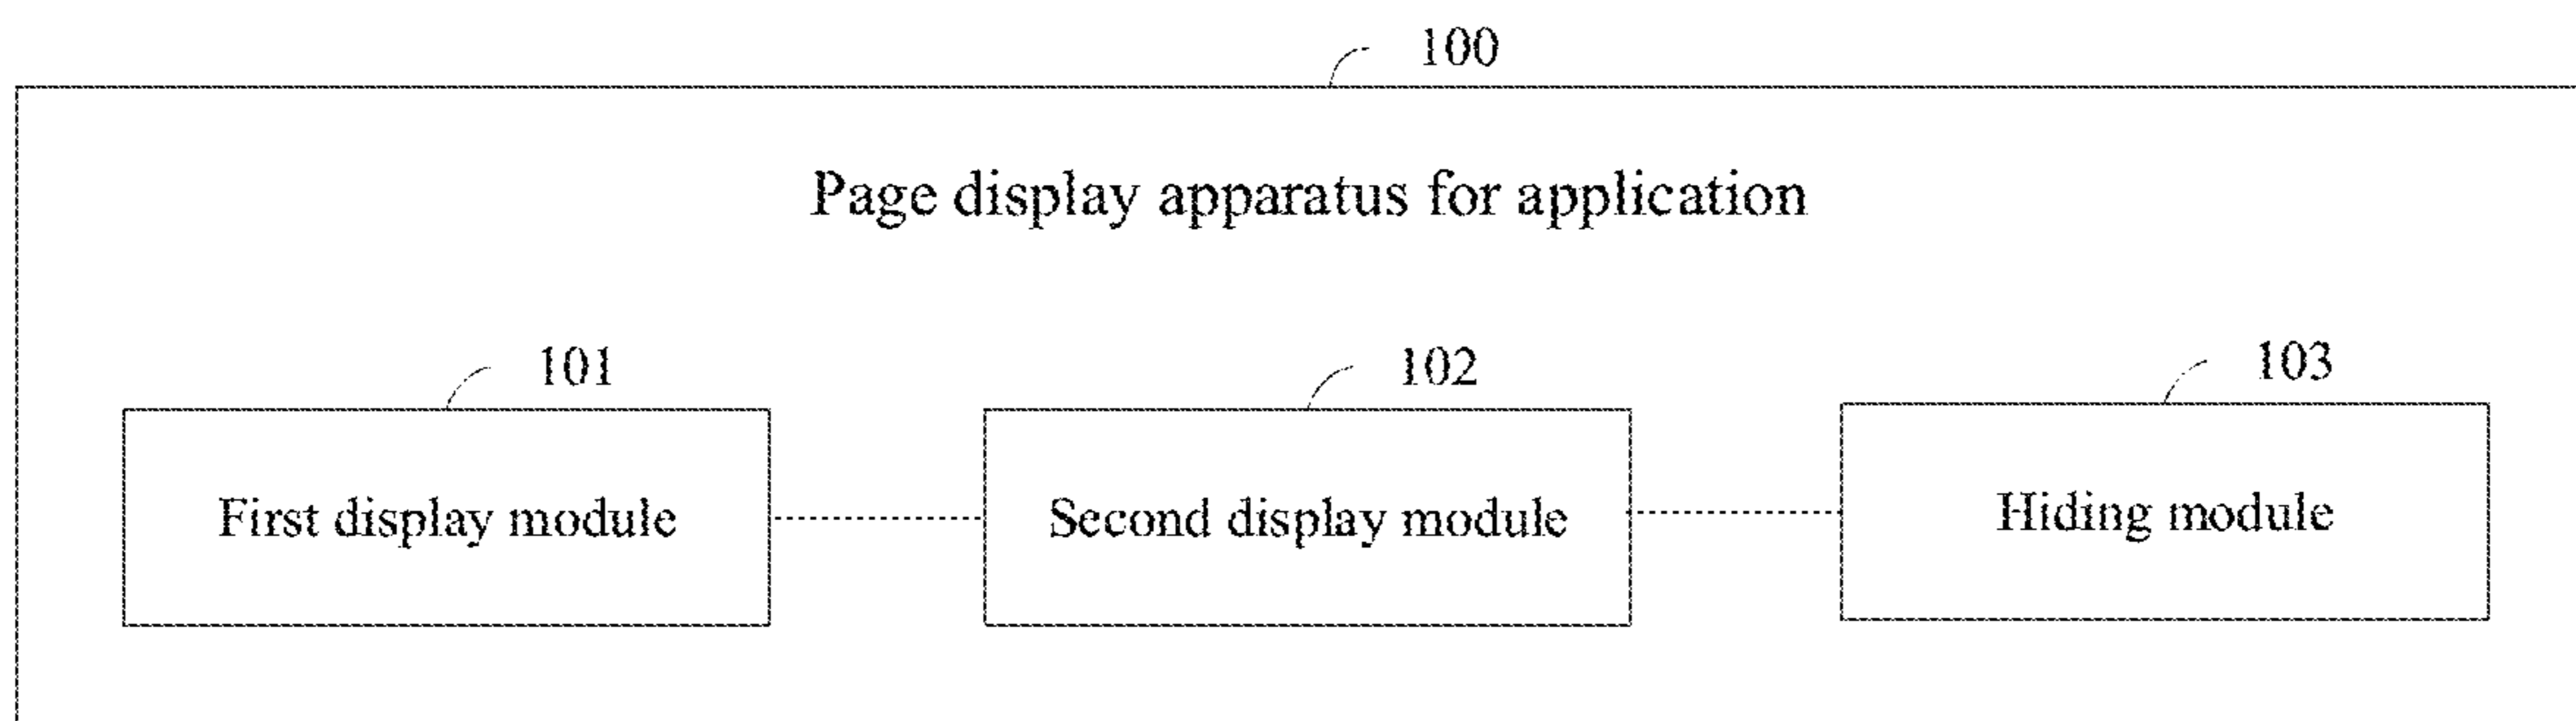 100
Page display apparatus for application
101
102
103
First display module
Second display module
Hiding module